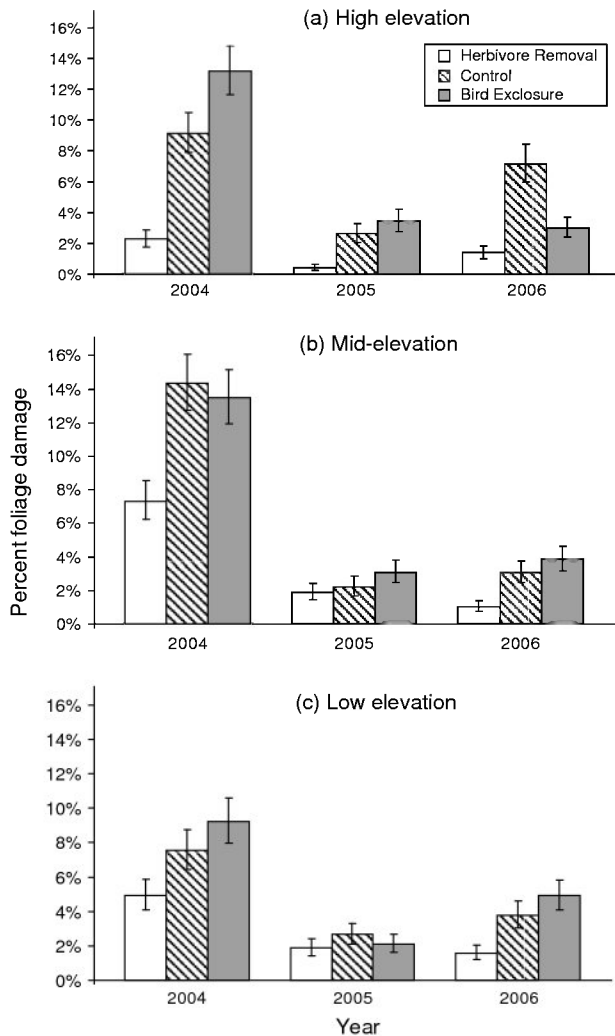 (a) High elevation
Herbivore Removal
Control
Bird Exclosure
16%
14%
12%
10%
8%
6%
4%
2%
0%
2004 2005 2006
(b) Mid-elevation
16%
14%
12%
10%
8%
6%
4%
2%
0%
2004 2005 2006
Percent foliage damage
(c) Low elevation
16%
14%
12%
10%
8%
6%
4%
2%
0%
2004 2005 2006
Year